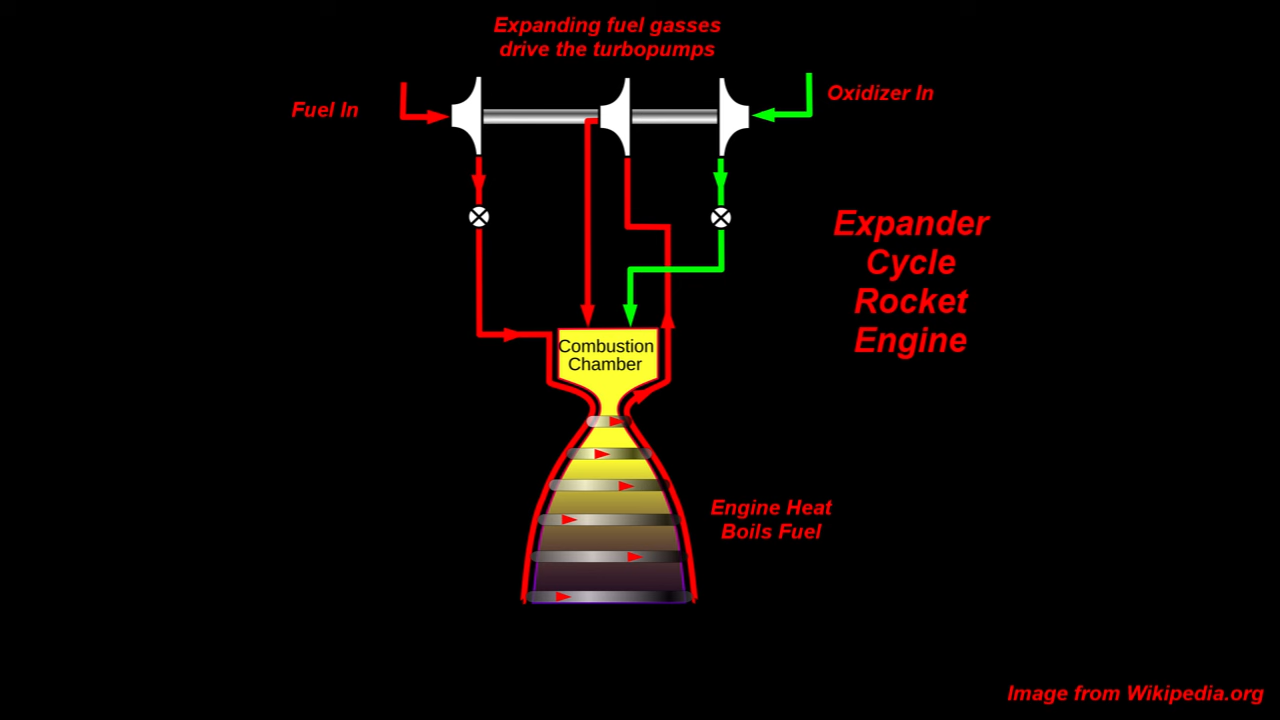 Expanding fuel gasses
drive the turbopumps
Fuel In
Oxidizer In
Expander
Cycle
Rocket
Engine
Combustion
Chamber
Engine Heat
Boils Fuel
Image from Wikipedia.org